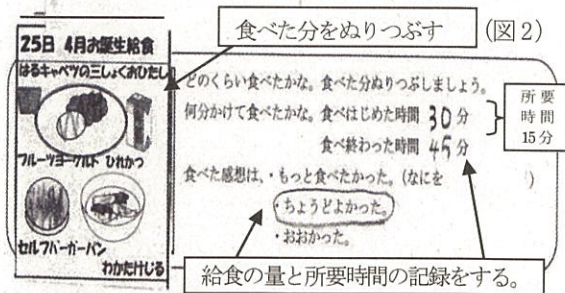 食べた分をぬりつぶす
(図2)
25日 4月お誕生給食
はるキャベツの三しょくおひたし
フルーツヨーグルト ひれかつ
セルフバーガーパン
わかたけじる
どのくらい食べたかな。食べた分ぬりつぶしましょう。
何分かけて食べたかな。食べはじめた時間 30分
食べ終わった時間 45分
所要
時間
15分
食べた感想は、・もっと食べたかった。(なにを )
・ちょうどよかった。
・おおかった。
給食の量と所要時間の記録をする。